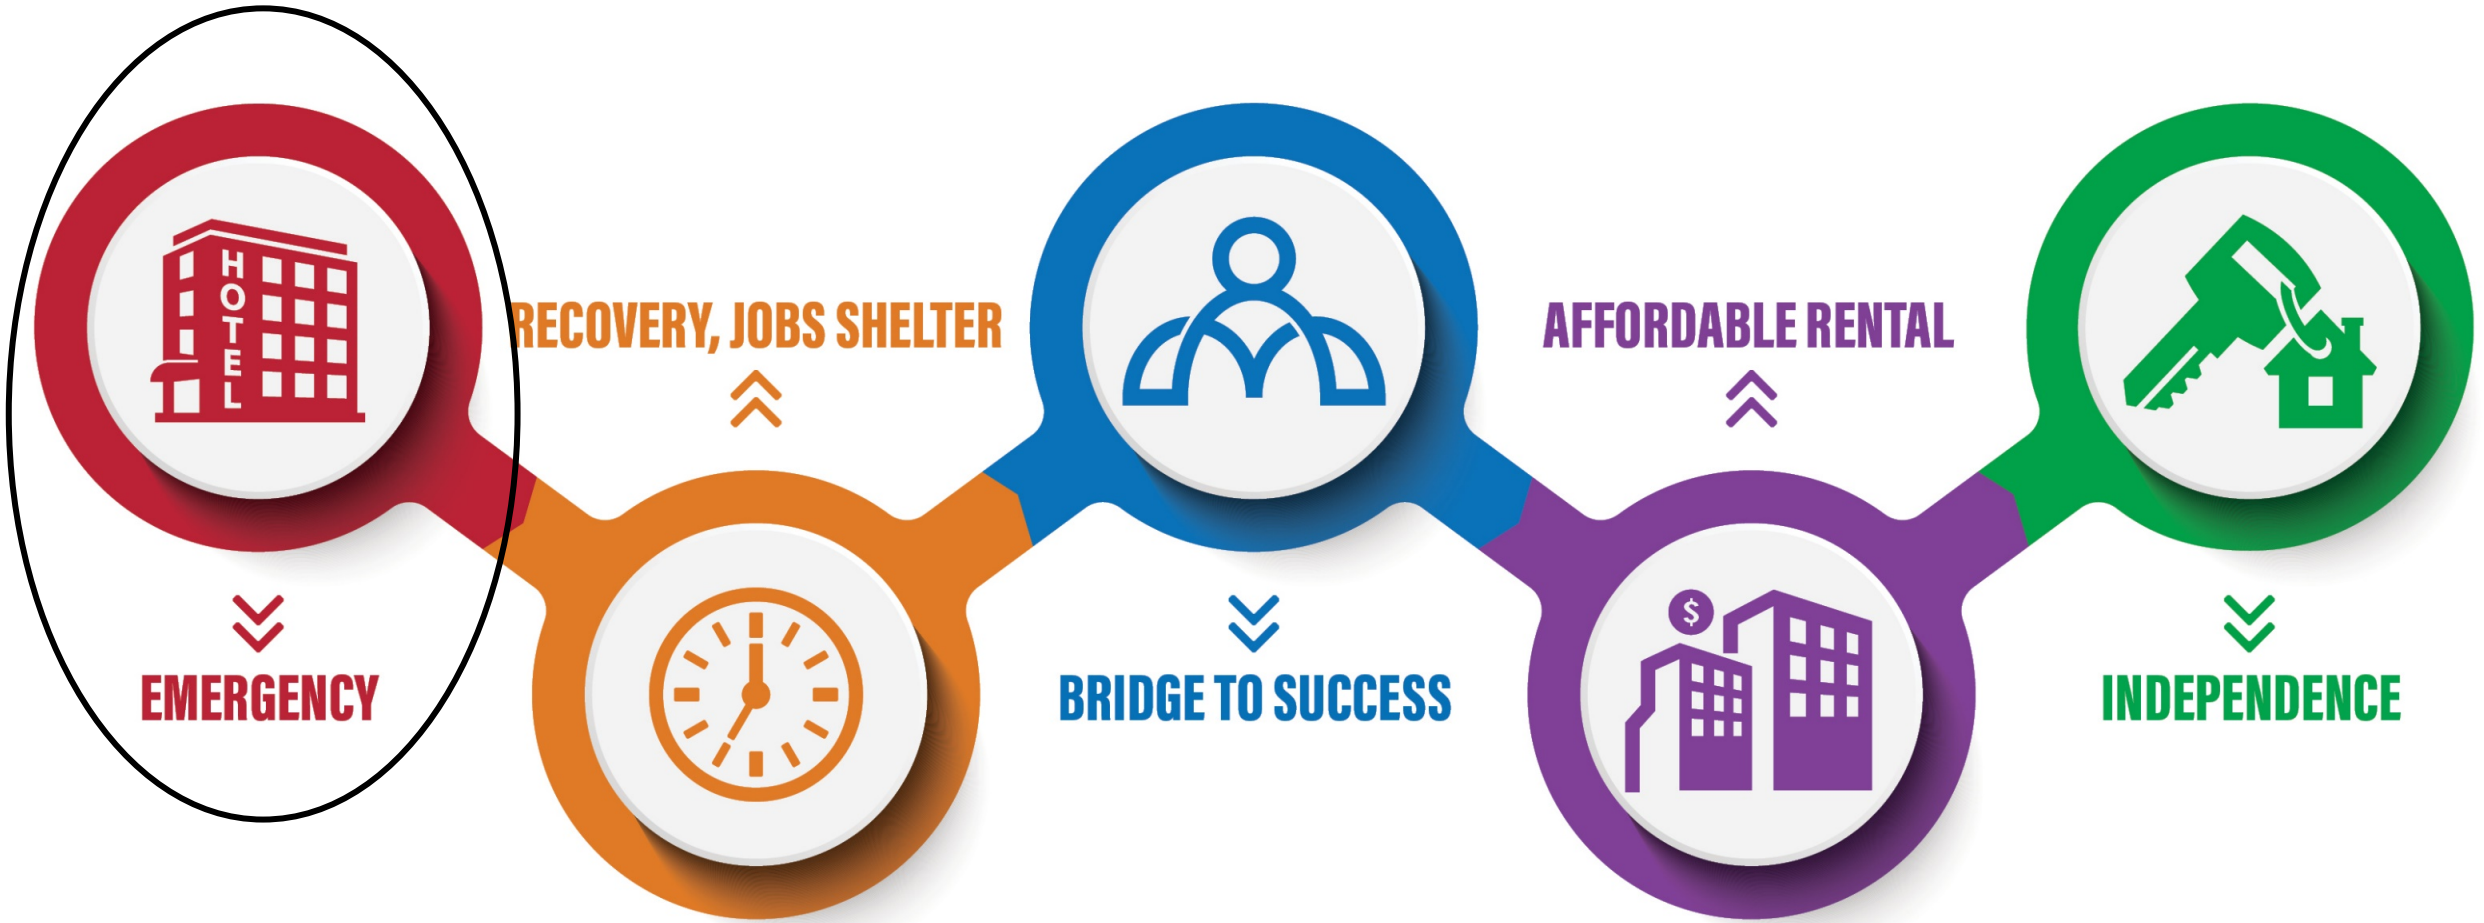 HOTEL
EMERGENCY
RECOVERY, JOBS SHELTER
BRIDGE TO SUCCESS
AFFORDABLE RENTAL
$
INDEPENDENCE